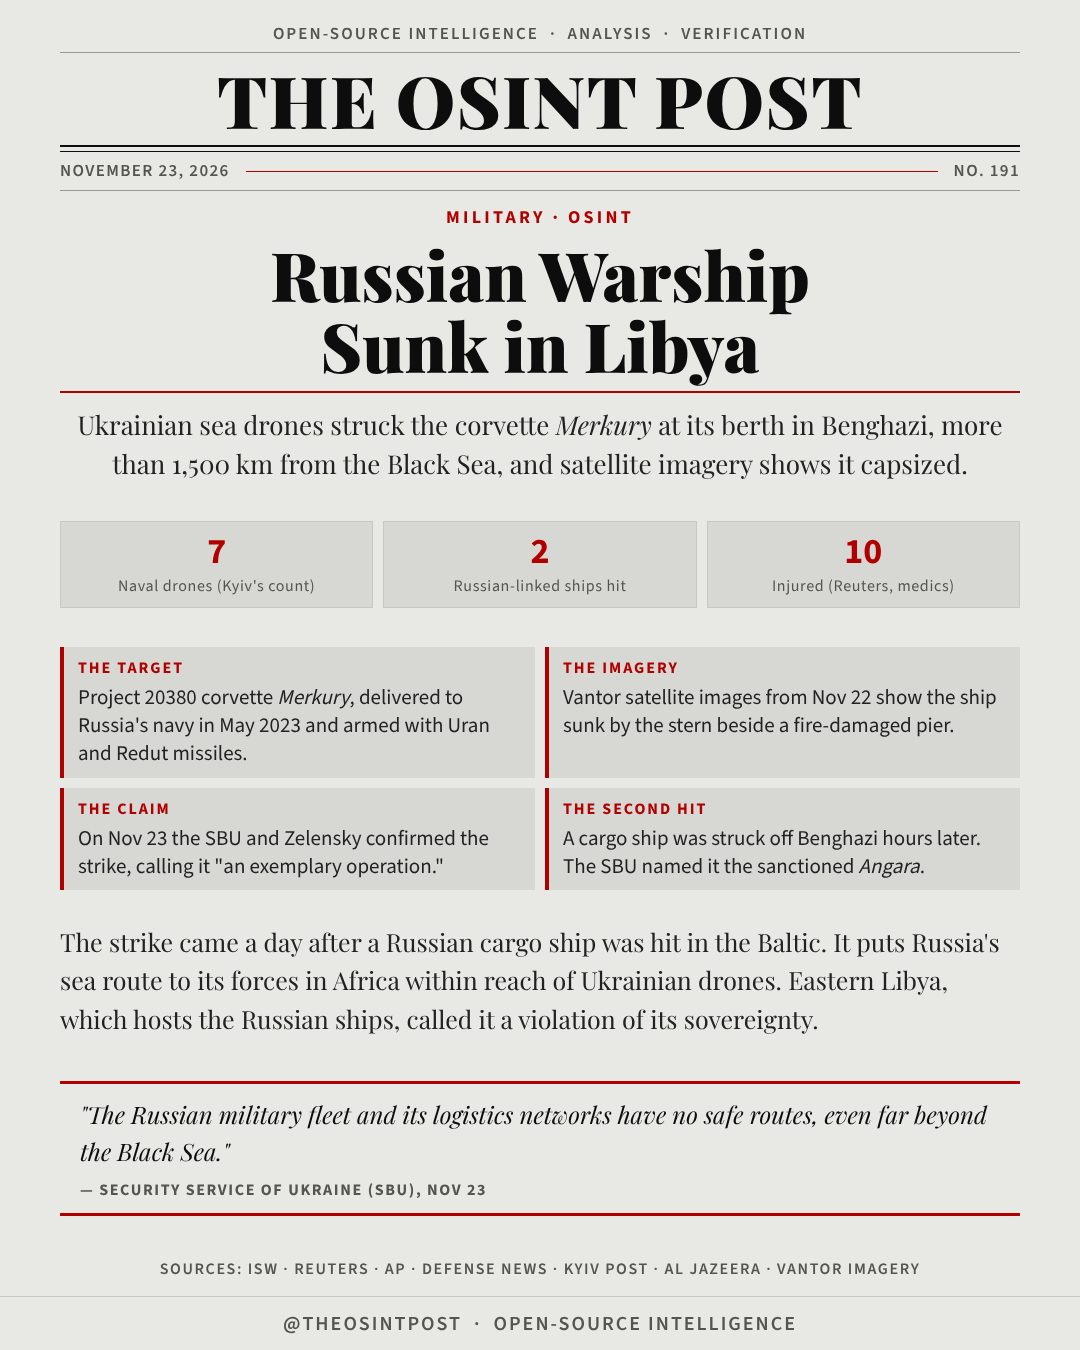 OPEN-SOURCE INTELLIGENCE · ANALYSIS · VERIFICATION
THE OSINT POST
NOVEMBER 23, 2026
NO. 191
MILITARY · OSINT
Russian Warship
Sunk in Libya
Ukrainian sea drones struck the corvette Merkury at its berth in Benghazi, more
than 1,500 km from the Black Sea, and satellite imagery shows it capsized.
7
Naval drones (Kyiv's count)
2
Russian-linked ships hit
10
Injured (Reuters, medics)
THE TARGET
Project 20380 corvette Merkury, delivered to
Russia's navy in May 2023 and armed with Uran
and Redut missiles.
THE IMAGERY
Vantor satellite images from Nov 22 show the ship
sunk by the stern beside a fire-damaged pier.
THE CLAIM
On Nov 23 the SBU and Zelensky confirmed the
strike, calling it "an exemplary operation."
THE SECOND HIT
A cargo ship was struck off Benghazi hours later.
The SBU named it the sanctioned Angara.
The strike came a day after a Russian cargo ship was hit in the Baltic. It puts Russia's
sea route to its forces in Africa within reach of Ukrainian drones. Eastern Libya,
which hosts the Russian ships, called it a violation of its sovereignty.
"The Russian military fleet and its logistics networks have no safe routes, even far beyond
the Black Sea."
— SECURITY SERVICE OF UKRAINE (SBU), NOV 23
SOURCES: ISW · REUTERS · AP · DEFENSE NEWS · KYIV POST · AL JAZEERA · VANTOR IMAGERY
@THEOSINTPOST · OPEN-SOURCE INTELLIGENCE